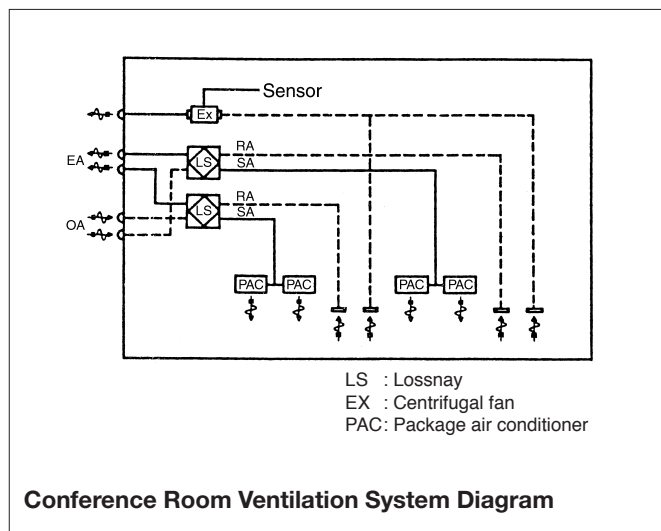 Sensor
Ex
RA
SA
LS
EA
RA
SA
LS
OA
PAC PAC PAC PAC
LS : Lossnay
EX : Centrifugal fan
PAC: Package air conditioner
Conference Room Ventilation System Diagram